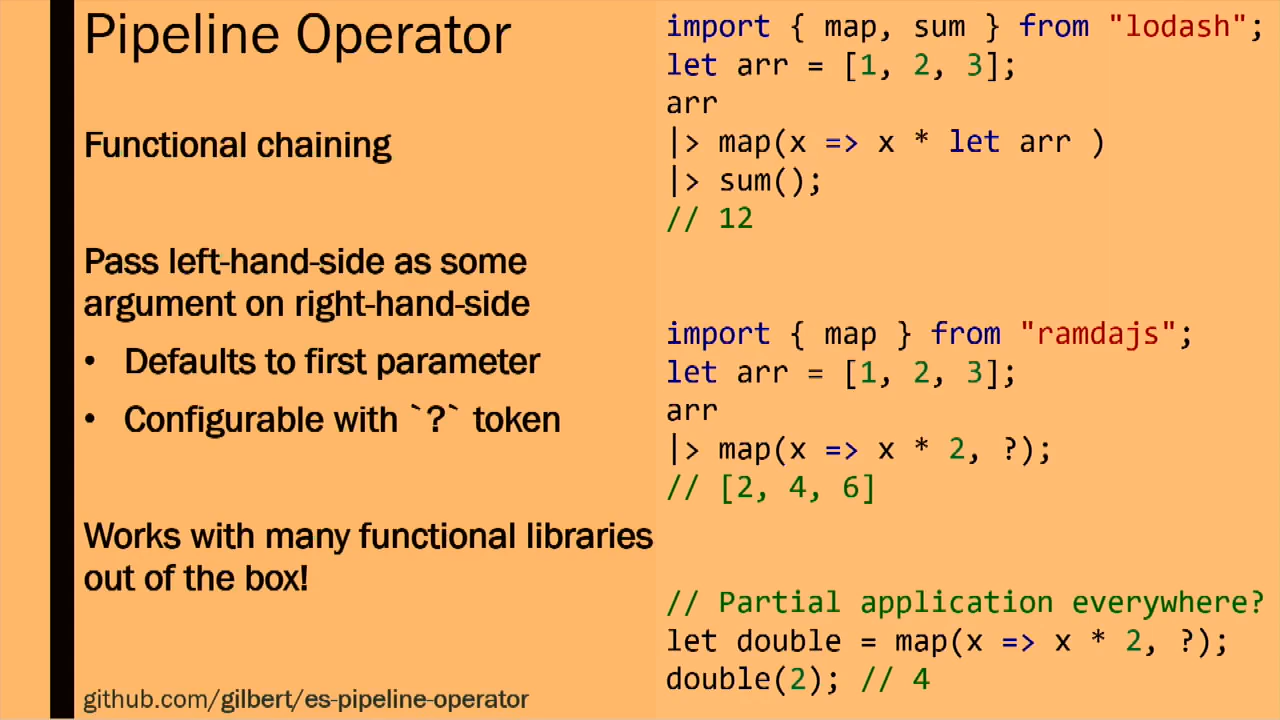 Pipeline Operator
Functional chaining
Pass left-hand-side as some
argument on right-hand-side
• Defaults to first parameter
• Configurable with `?` token
Works with many functional libraries
out of the box!
github.com/gilbert/es-pipeline-operator
import { map, sum } from "lodash";
let arr = [1, 2, 3];
arr
|> map(x => x * let arr )
|> sum();
// 12
import { map } from "ramdajs";
let arr = [1, 2, 3];
arr
|> map(x => x * 2, ?);
// [2, 4, 6]
// Partial application everywhere?
let double = map(x => x * 2, ?);
double(2); // 4